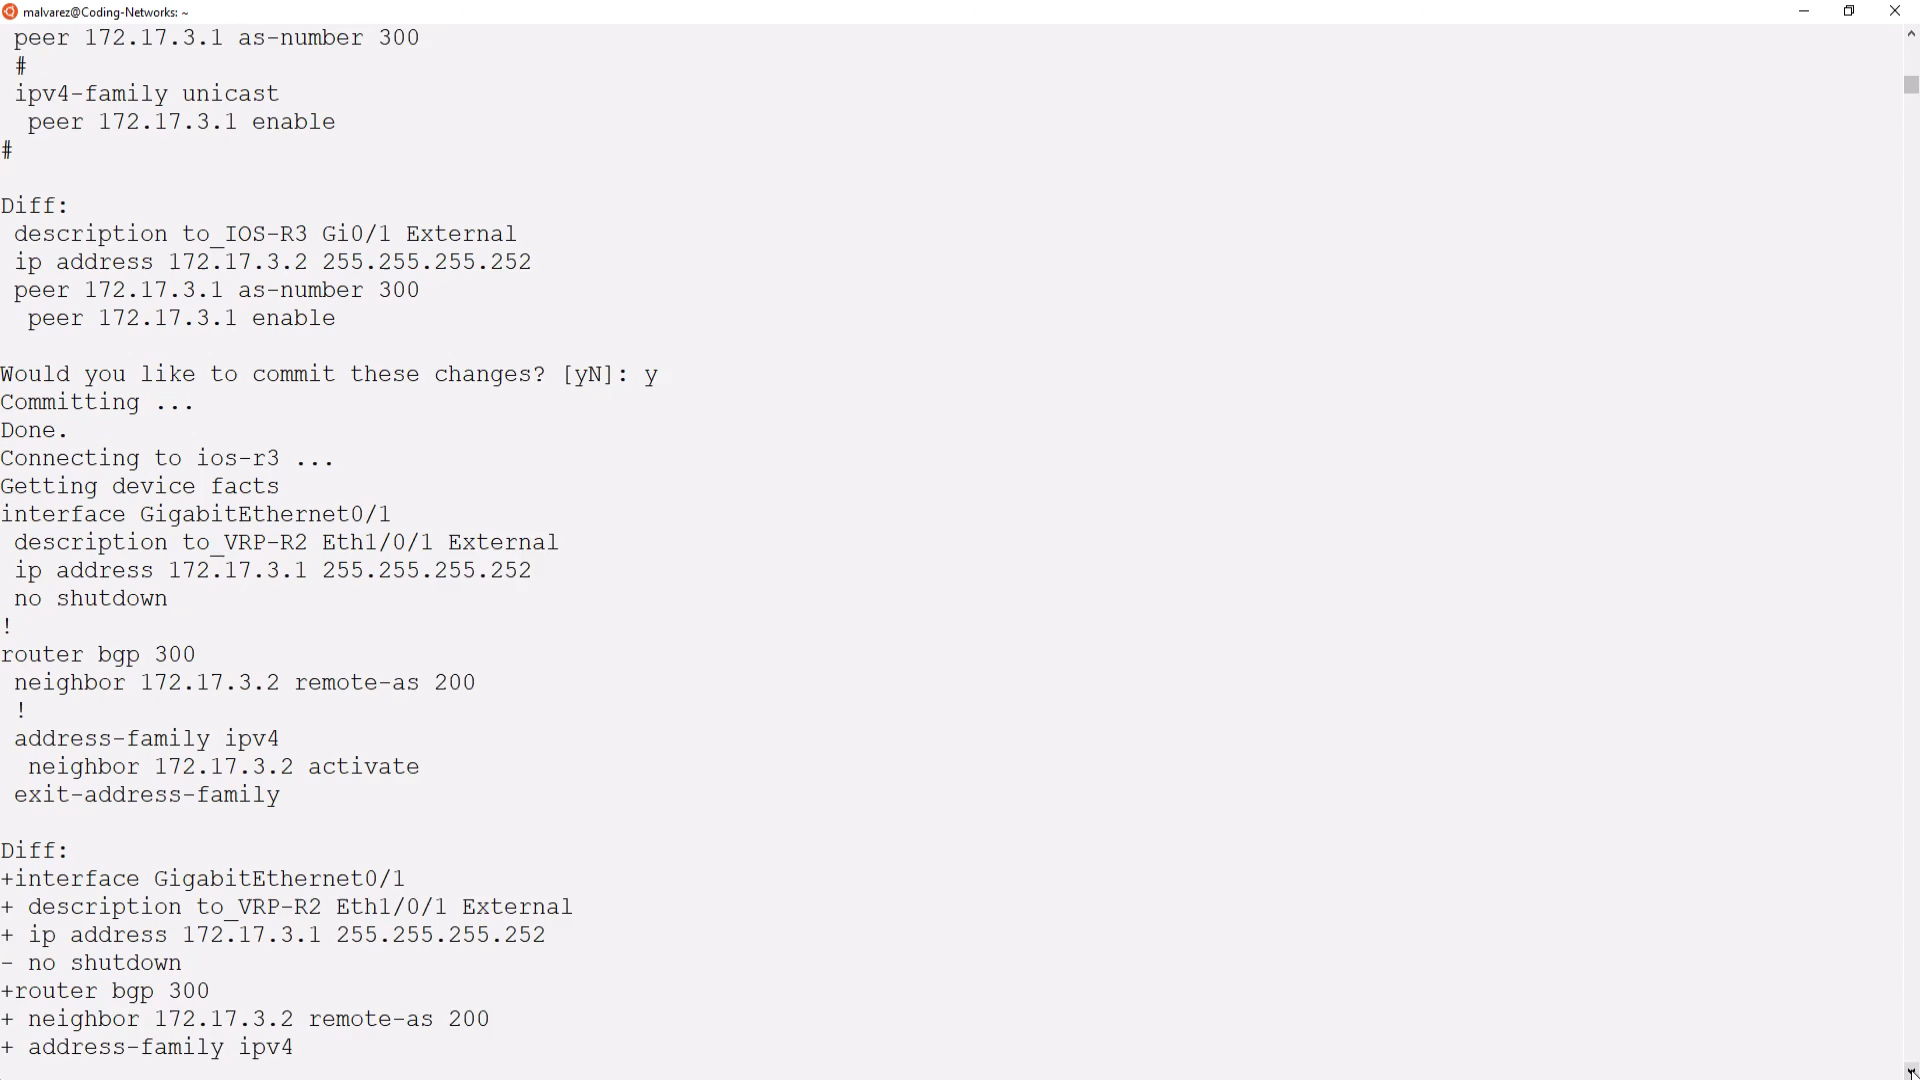 malvarez@Coding-Networks: ~
peer 172.17.3.1 as-number 300
#
ipv4-family unicast
peer 172.17.3.1 enable
#
Diff:
description to_IOS-R3 Gi0/1 External
ip address 172.17.3.2 255.255.255.252
peer 172.17.3.1 as-number 300
peer 172.17.3.1 enable
Would you like to commit these changes? [yN]: y
Committing ...
Done.
Connecting to ios-r3 ...
Getting device facts
interface GigabitEthernet0/1
description to_VRP-R2 Eth1/0/1 External
ip address 172.17.3.1 255.255.255.252
no shutdown
!
router bgp 300
neighbor 172.17.3.2 remote-as 200
!
address-family ipv4
neighbor 172.17.3.2 activate
exit-address-family
Diff:
+interface GigabitEthernet0/1
+ description to_VRP-R2 Eth1/0/1 External
+ ip address 172.17.3.1 255.255.255.252
- no shutdown
+router bgp 300
+ neighbor 172.17.3.2 remote-as 200
+ address-family ipv4